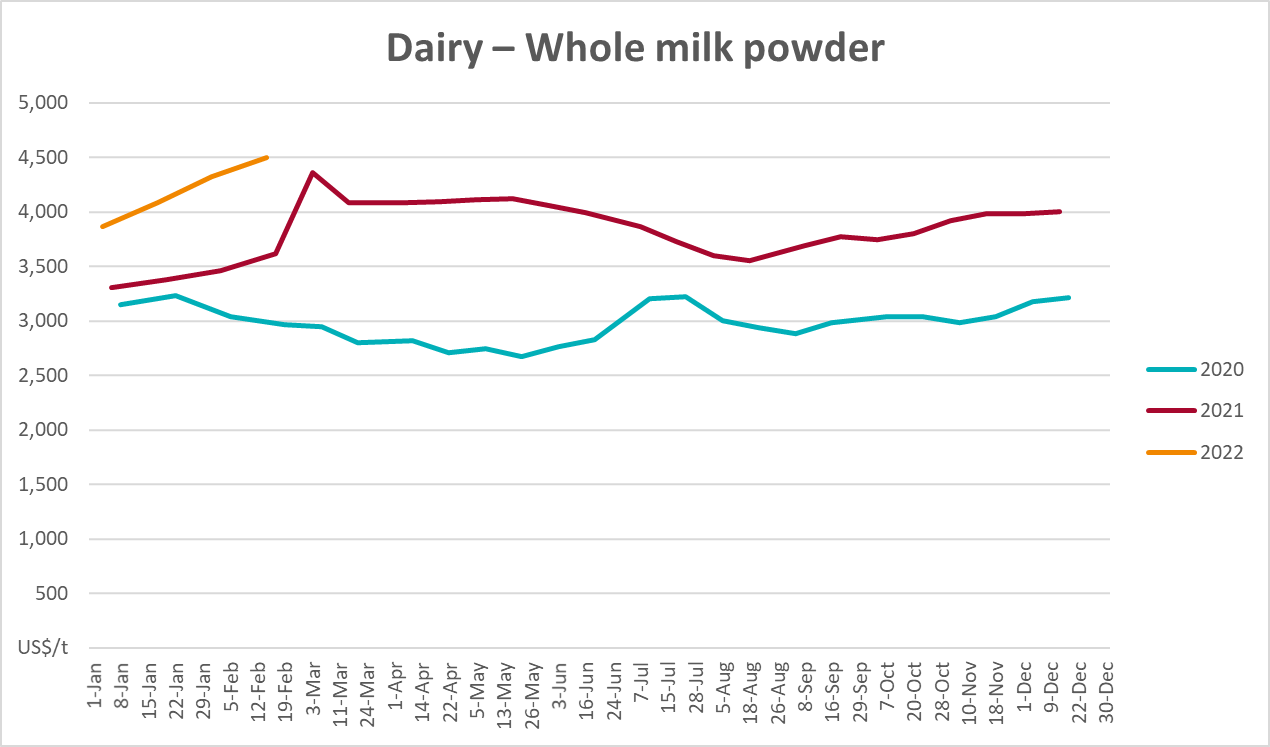 Dairy – Whole milk powder
5,000
4,500
4,000
3,500
3,000
2,500
2,000
1,500
1,000
500
US$/t
1-Jan
8-Jan
15-Jan
22-Jan
29-Jan
5-Feb
12-Feb
19-Feb
3-Mar
11-Mar
24-Mar
1-Apr
14-Apr
22-Apr
5-May
13-May
26-May
3-Jun
16-Jun
24-Jun
7-Jul
15-Jul
28-Jul
5-Aug
18-Aug
26-Aug
8-Sep
16-Sep
29-Sep
7-Oct
20-Oct
28-Oct
10-Nov
18-Nov
1-Dec
9-Dec
22-Dec
30-Dec
2020
2021
2022